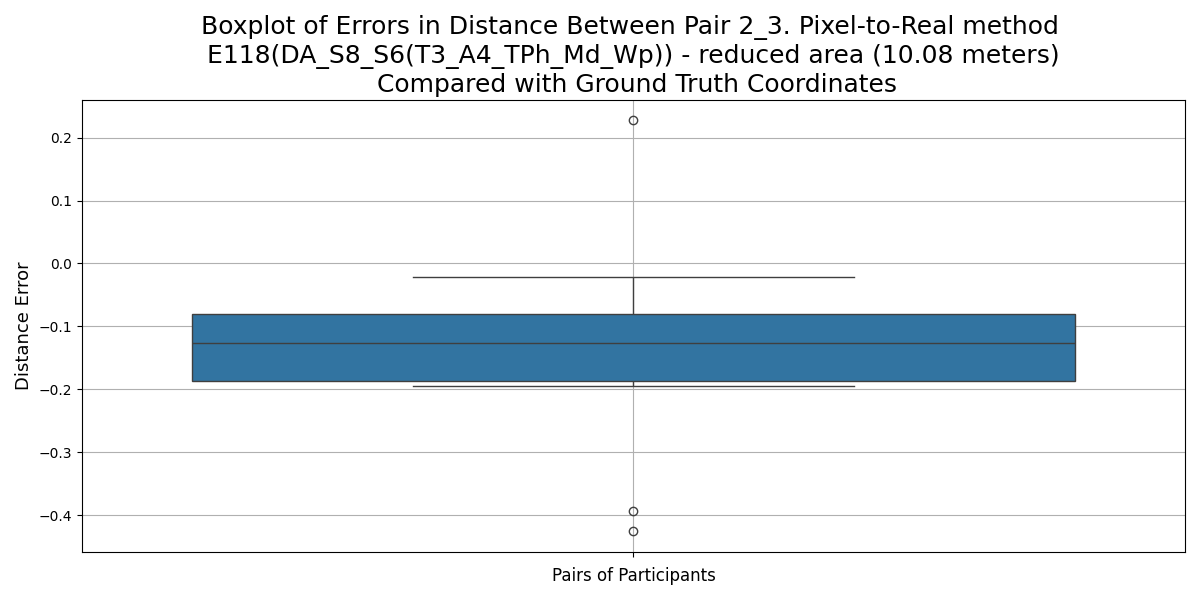 Boxplot of Errors in Distance Between Pair 2_3. Pixel-to-Real method
E118(DA_S8_S6(T3_A4_TPh_Md_Wp)) - reduced area (10.08 meters)
Compared with Ground Truth Coordinates
0.2
0.1
0.0
−0.1
−0.2
−0.3
−0.4
Distance Error
Pairs of Participants